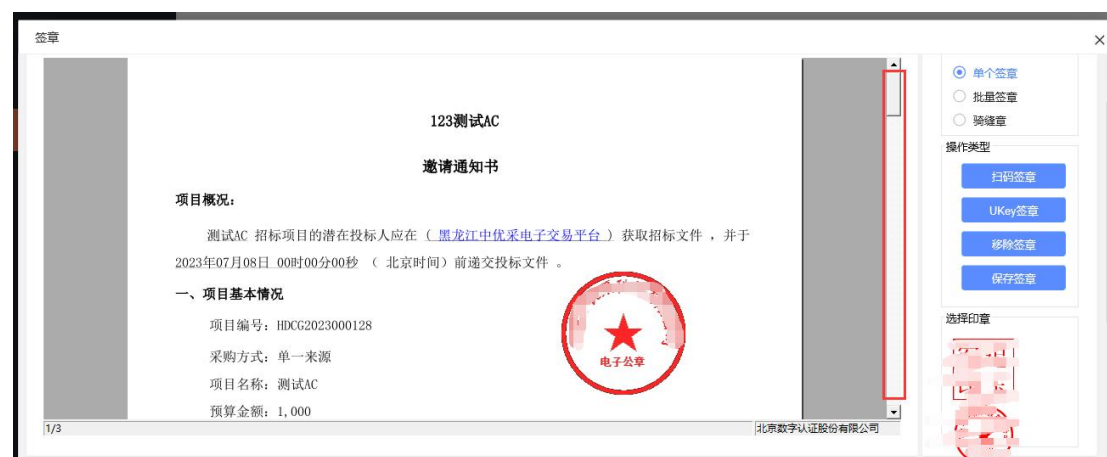 签章
123测试AC
邀请通知书
项目概况：
测试AC 招标项目的潜在投标人应在 （ 黑龙江中优采电子交易平台 ） 获取招标文件 ，并于
2023年07月08日 00时00分00秒 （ 北京时间）前递交投标文件 。
一、项目基本情况
项目编号：HDCG2023000128
采购方式：单一来源
项目名称：测试AC
预算金额：1,000
电子公章
1/3
北京数字认证股份有限公司
单个签章
批量签章
骑缝章
操作类型
扫码签章
UKey签章
移除签章
保存签章
选择印章